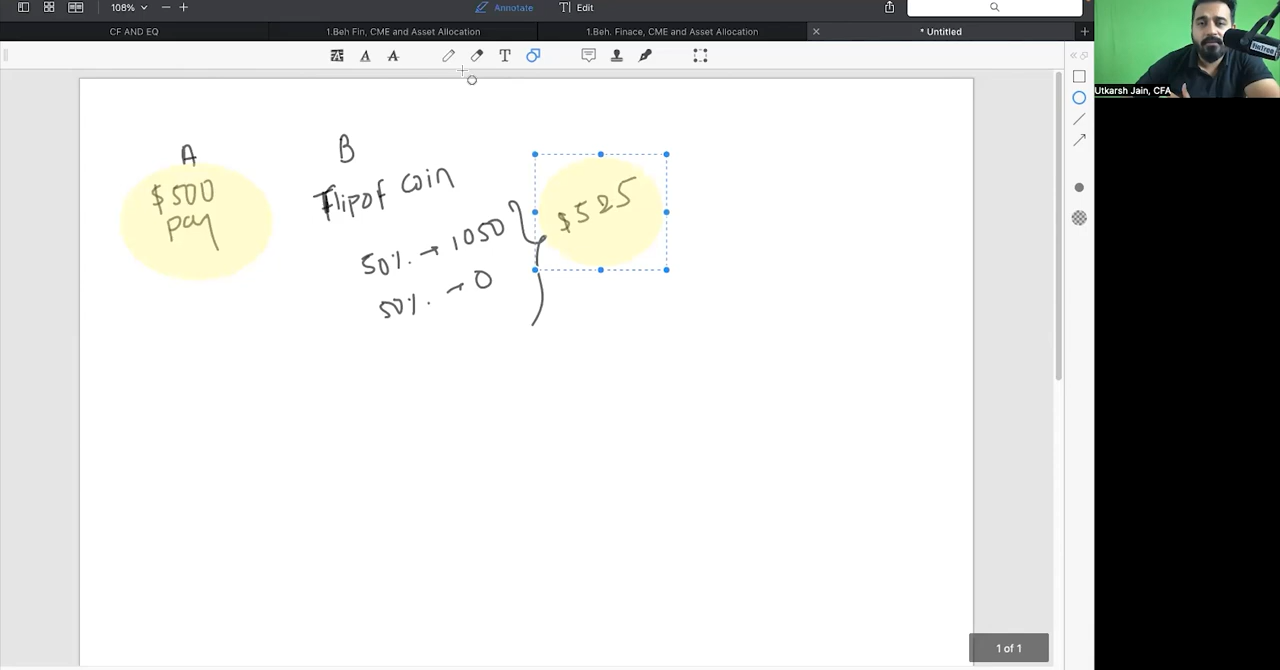 108%
Annotate
T| Edit
CF AND EQ
1.Beh Fin, CME and Asset Allocation
1.Beh. Finace, CME and Asset Allocation
* Untitled
A A A T
FinTree
Utkarsh Jain, CFA
A
$500
pay
B
Flip of coin
50% → 1050
50% → 0
$525
1 of 1